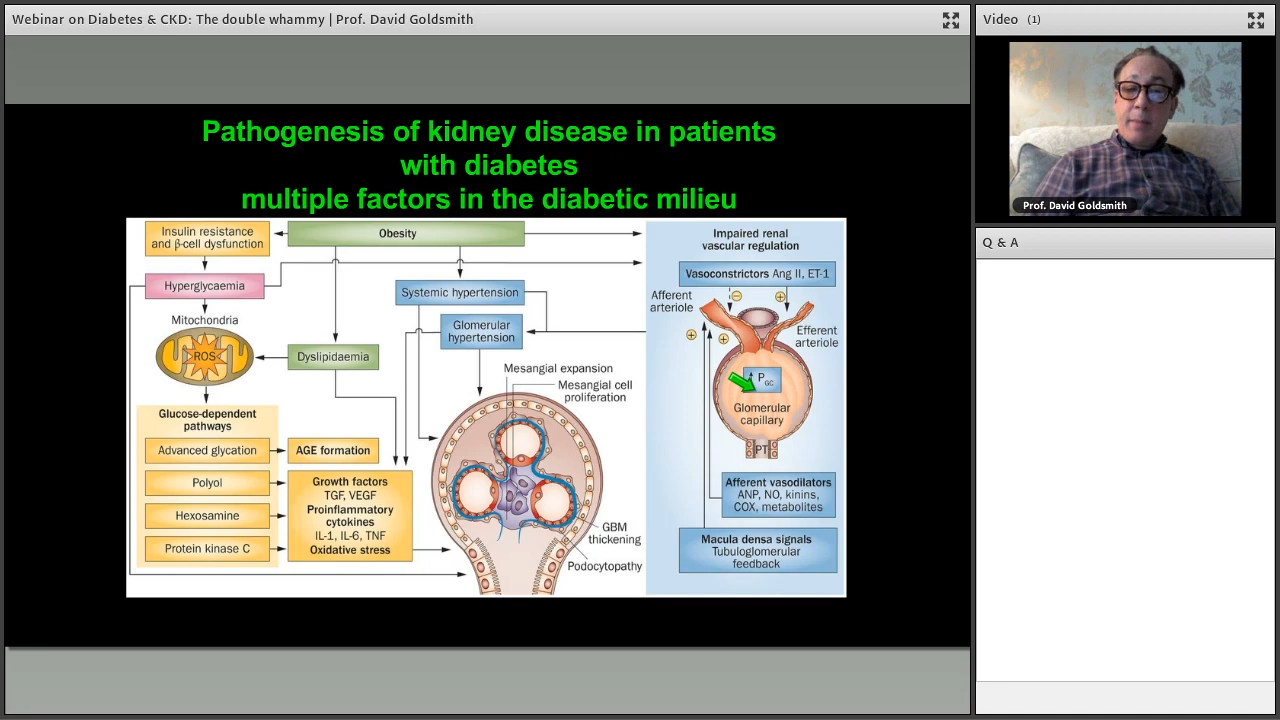 Webinar on Diabetes & CKD: The double whammy | Prof. David Goldsmith
Video (1)
Prof. David Goldsmith
Q & A
Pathogenesis of kidney disease in patients
with diabetes
multiple factors in the diabetic milieu
Insulin resistance
and β-cell dysfunction
Obesity
Hyperglycaemia
Systemic hypertension
Mitochondria
ROS
Glomerular
hypertension
Dyslipidaemia
Mesangial expansion
Mesangial cell
proliferation
Glucose-dependent
pathways
Advanced glycation
Polyol
Hexosamine
Protein kinase C
AGE formation
Growth factors
TGF, VEGF
Proinflammatory
cytokines
IL-1, IL-6, TNF
Oxidative stress
GBM
thickening
Podocytopathy
Impaired renal
vascular regulation
Vasoconstrictors Ang II, ET-1
Afferent
arteriole
Efferent
arteriole
PGC
Glomerular
capillary
PT
Afferent vasodilators
ANP, NO, kinins,
COX, metabolites
Macula densa signals
Tubuloglomerular
feedback